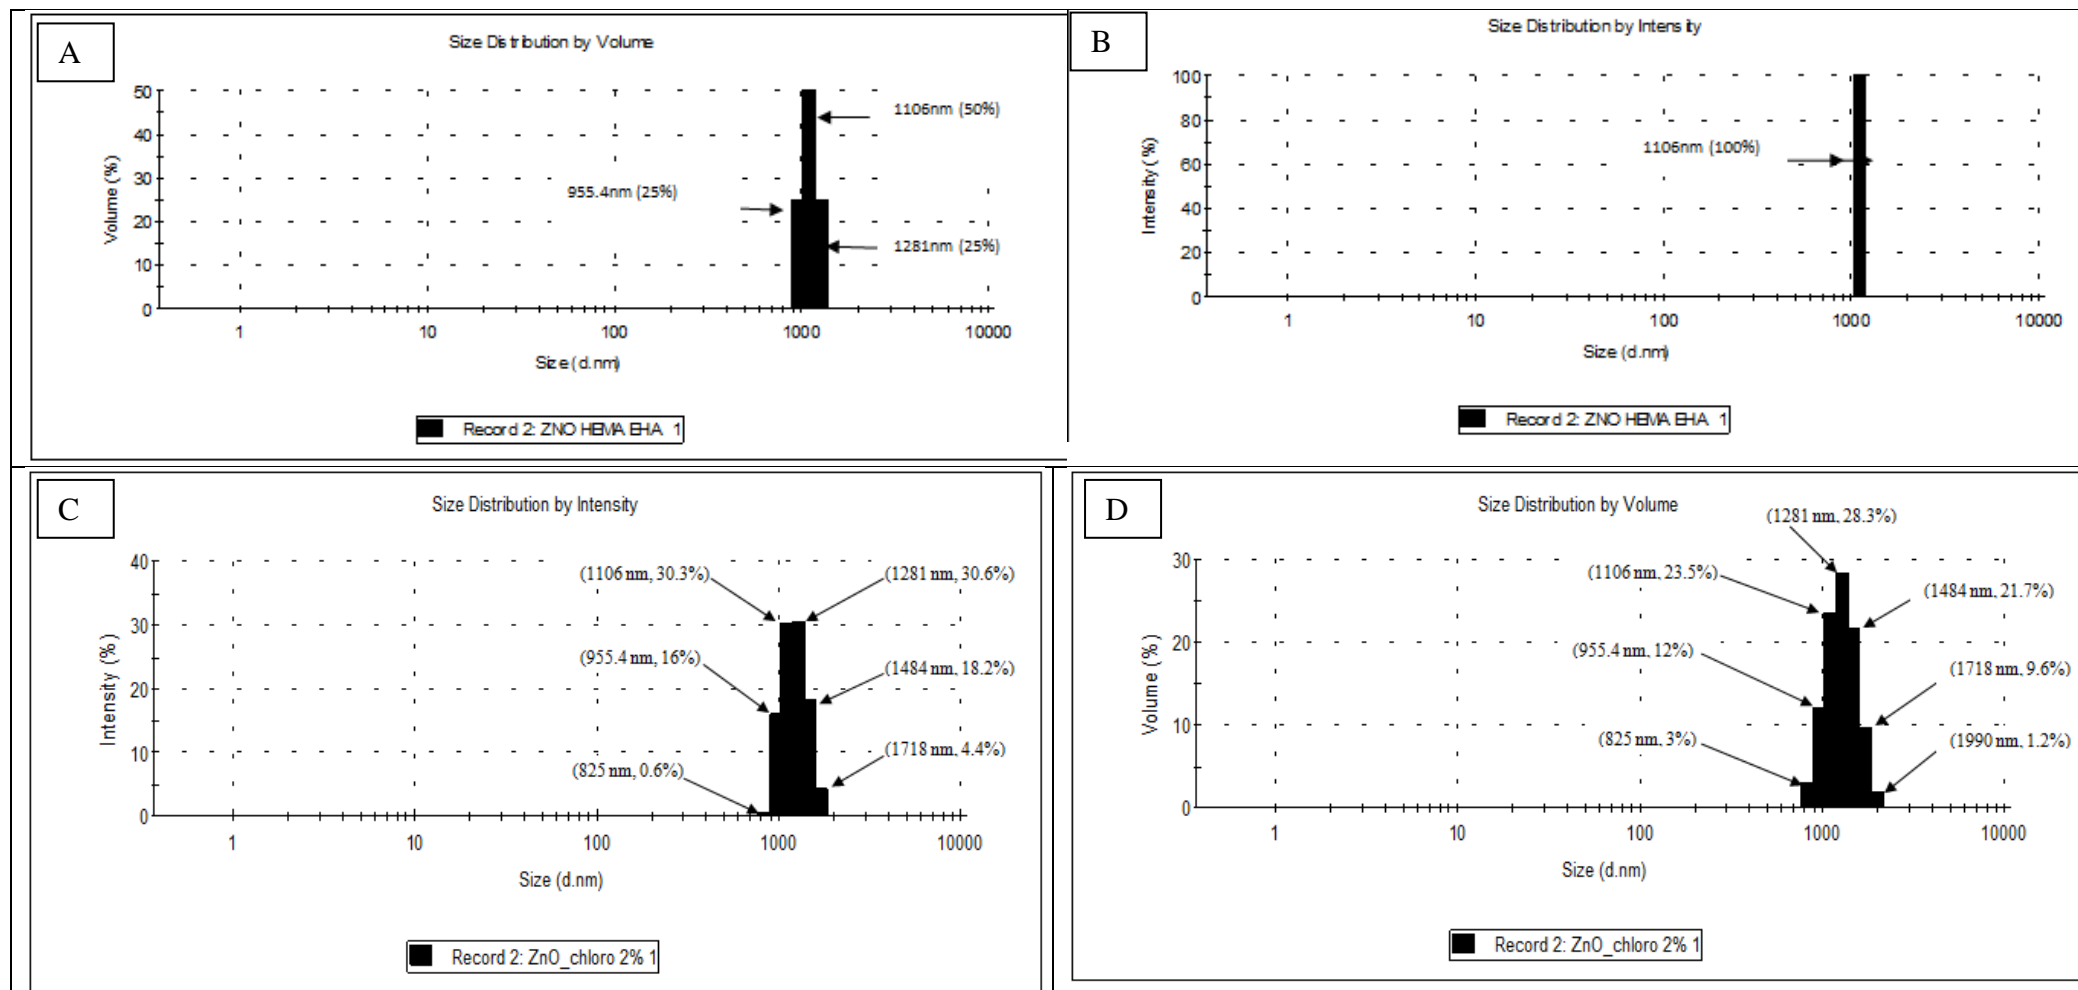 A
Size Distribution by Volume
50
40
30
20
10
0
Volume (%)
1106nm (50%)
955.4nm (25%)
1281nm (25%)
1
10
100
1000
10000
Size (d.nm)
Record 2: ZNO HEMA EHA 1
B
Size Distribution by Intensity
100
80
60
40
20
0
Intensity (%)
1106nm (100%)
1
10
100
1000
10000
Size (d.nm)
Record 2: ZNO HEMA EHA 1
C
Size Distribution by Intensity
40
30
20
10
0
Intensity (%)
(1106 nm, 30.3%)
(1281 nm, 30.6%)
(955.4 nm, 16%)
(1484 nm, 18.2%)
(825 nm, 0.6%)
(1718 nm, 4.4%)
1
10
100
1000
10000
Size (d.nm)
Record 2: ZnO_chloro 2% 1
D
Size Distribution by Volume
(1281 nm, 28.3%)
30
20
10
0
Volume (%)
(1106 nm, 23.5%)
(1484 nm, 21.7%)
(955.4 nm, 12%)
(1718 nm, 9.6%)
(825 nm, 3%)
(1990 nm, 1.2%)
1
10
100
1000
10000
Size (d.nm)
Record 2: ZnO_chloro 2% 1